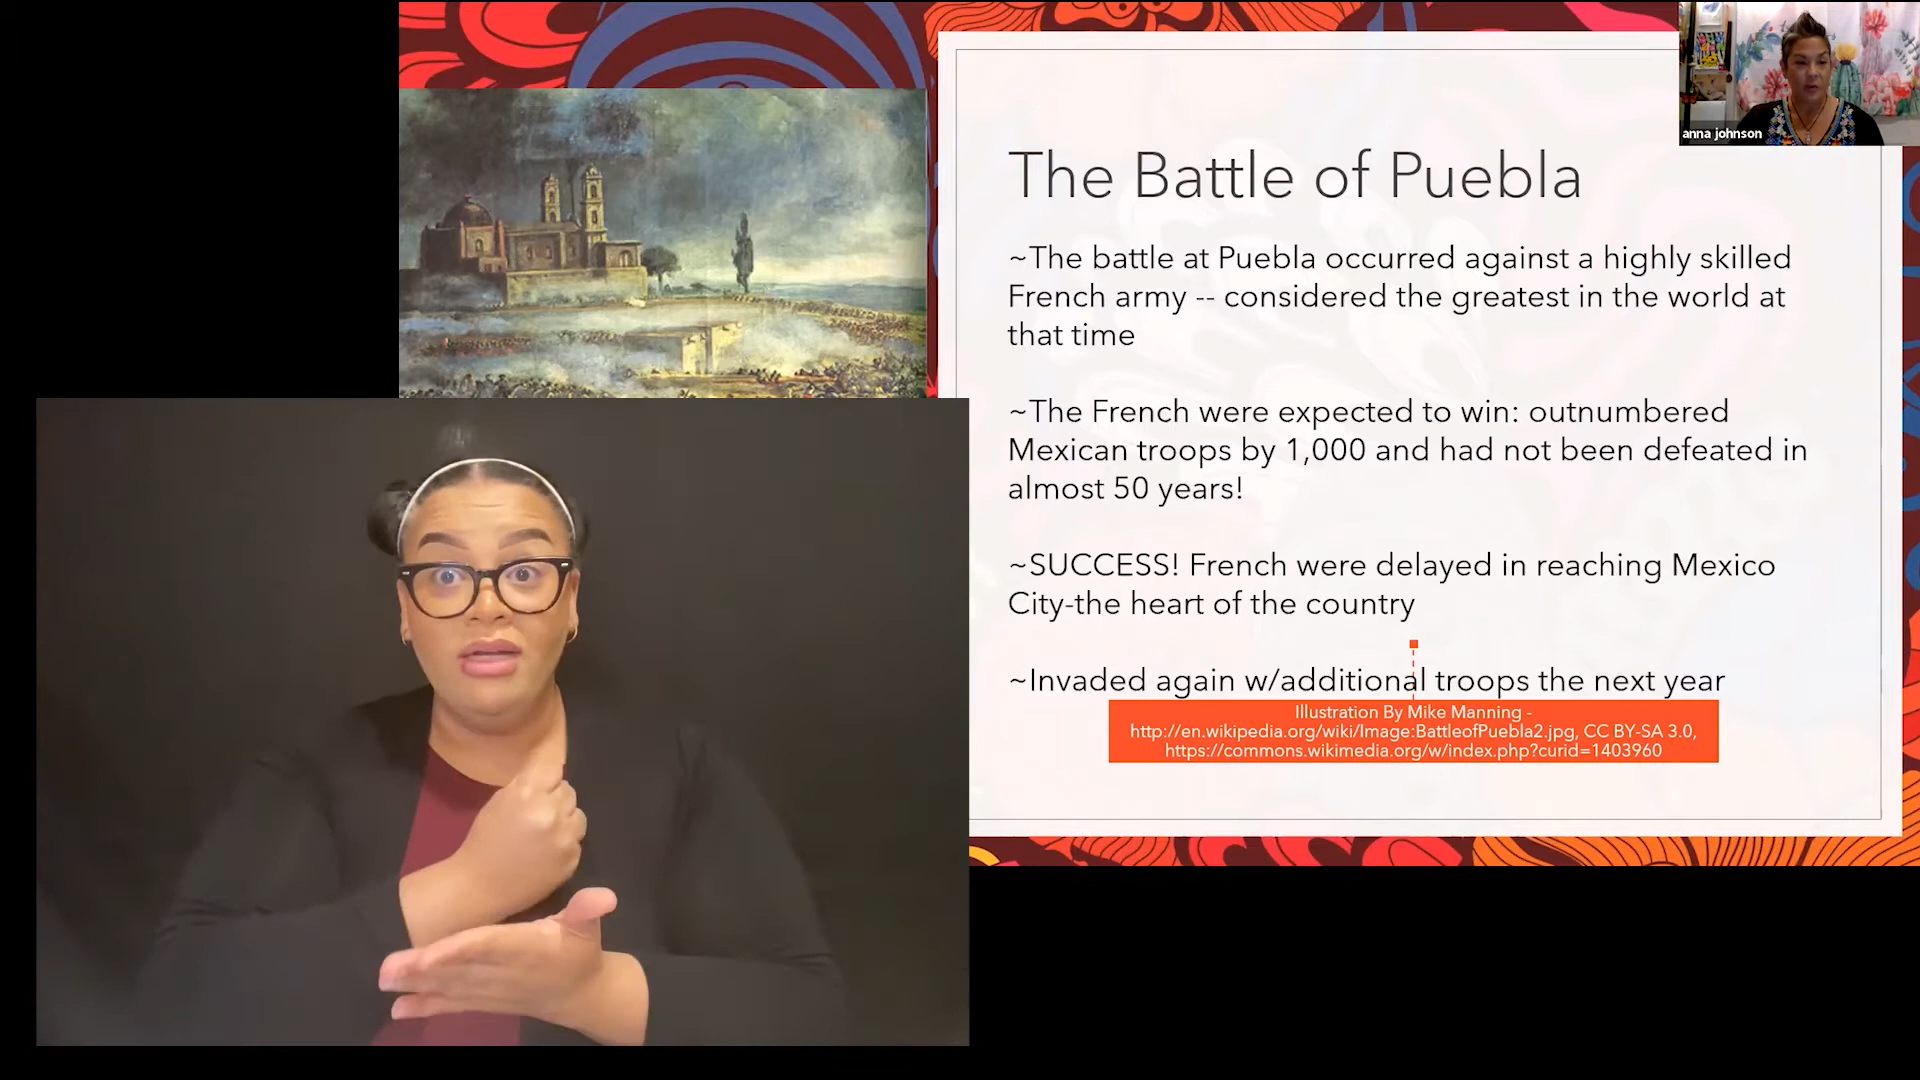 anna johnson
The Battle of Puebla
~The battle at Puebla occurred against a highly skilled
French army -- considered the greatest in the world at
that time
~The French were expected to win: outnumbered
Mexican troops by 1,000 and had not been defeated in
almost 50 years!
~SUCCESS! French were delayed in reaching Mexico
City-the heart of the country
~Invaded again w/additional troops the next year
Illustration By Mike Manning -
http://en.wikipedia.org/wiki/Image:BattleofPuebla2.jpg, CC BY-SA 3.0,
https://commons.wikimedia.org/w/index.php?curid=1403960